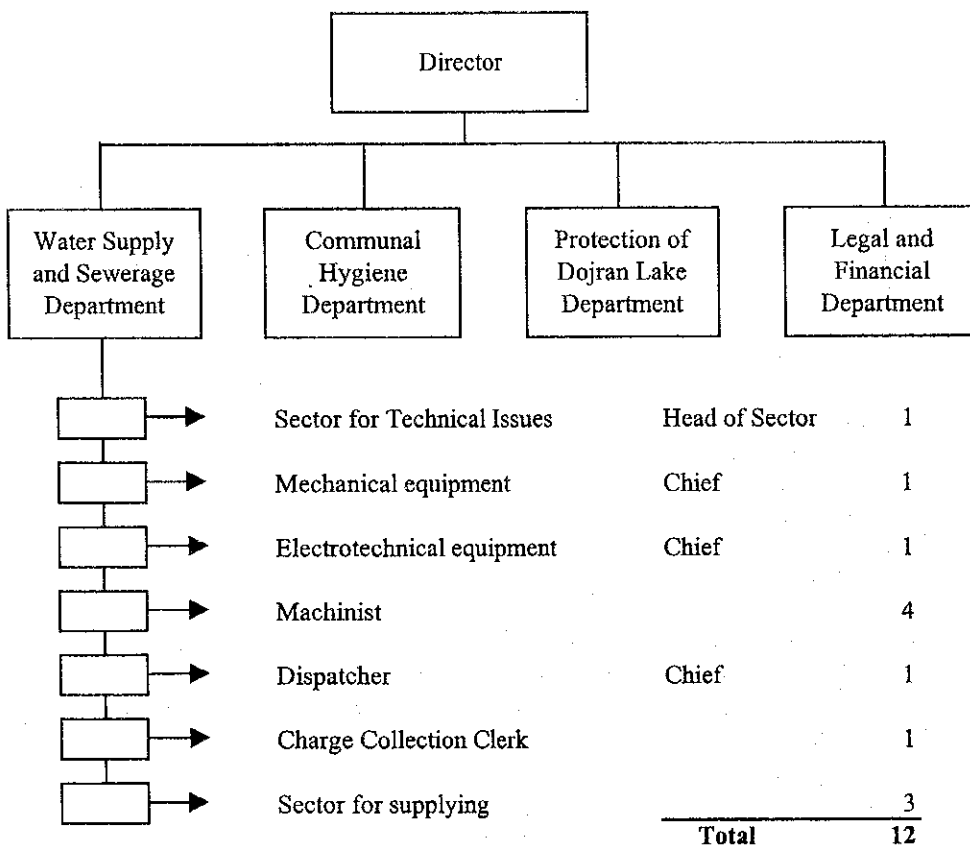 Director
Water Supply
and Sewerage
Department
Communal
Hygiene
Department
Protection of
Dojran Lake
Department
Legal and
Financial
Department
Sector for Technical Issues Head of Sector 1
Mechanical equipment Chief 1
Electrotechnical equipment Chief 1
Machinist 4
Dispatcher Chief 1
Charge Collection Clerk 1
Sector for supplying 3
Total 12